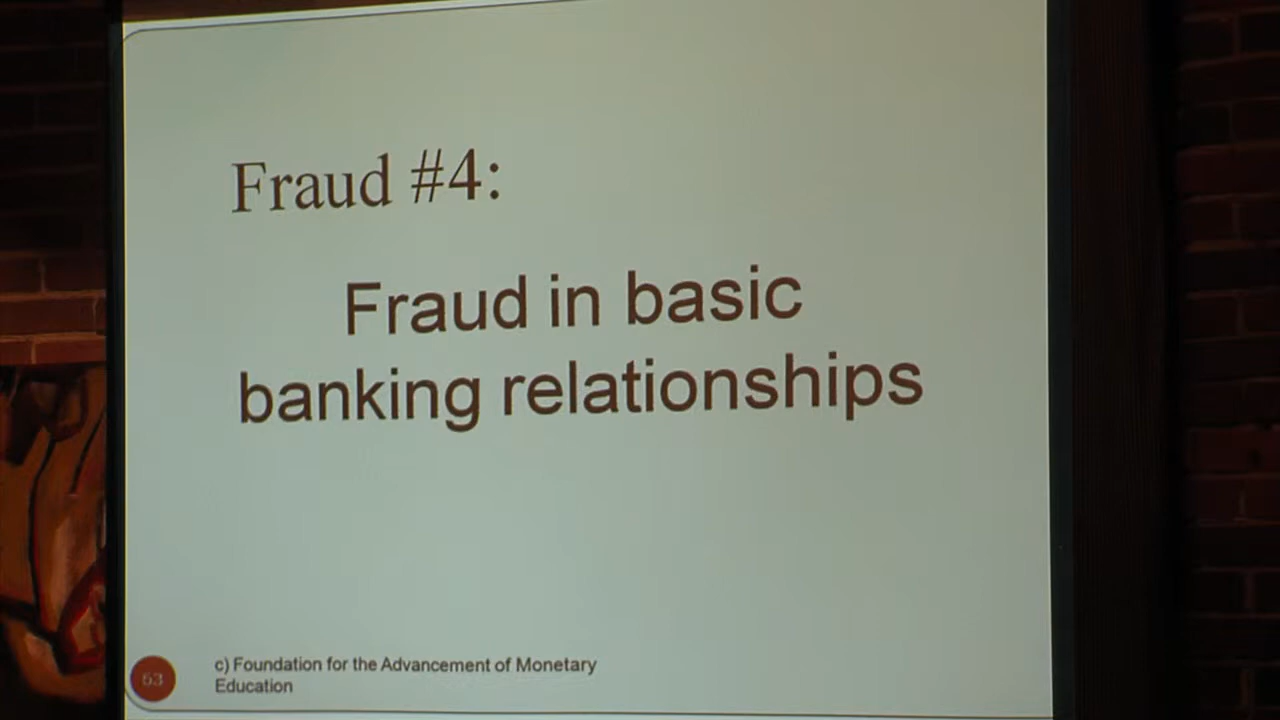 Fraud #4:
Fraud in basic
banking relationships
c) Foundation for the Advancement of Monetary
Education
53